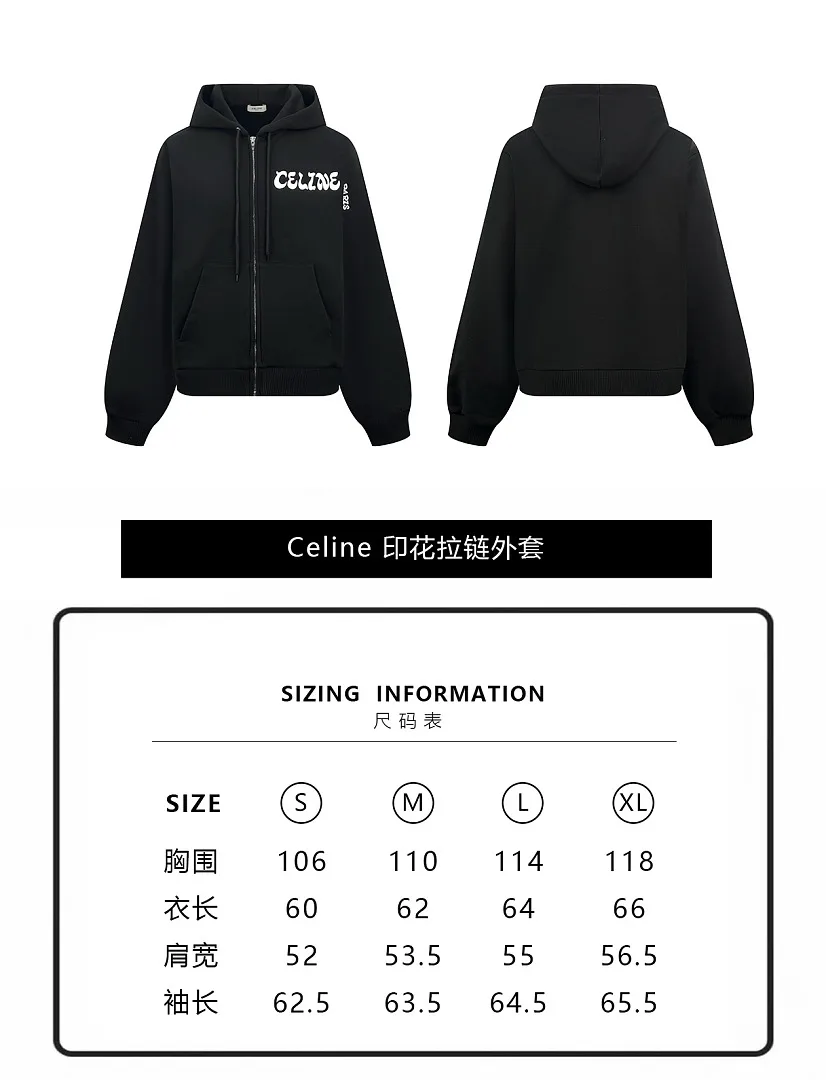 CELINE
PARIS
Celine 印花拉链外套
SIZING INFORMATION
尺码表
SIZE S M L XL
胸围 106 110 114 118
衣长 60 62 64 66
肩宽 52 53.5 55 56.5
袖长 62.5 63.5 64.5 65.5